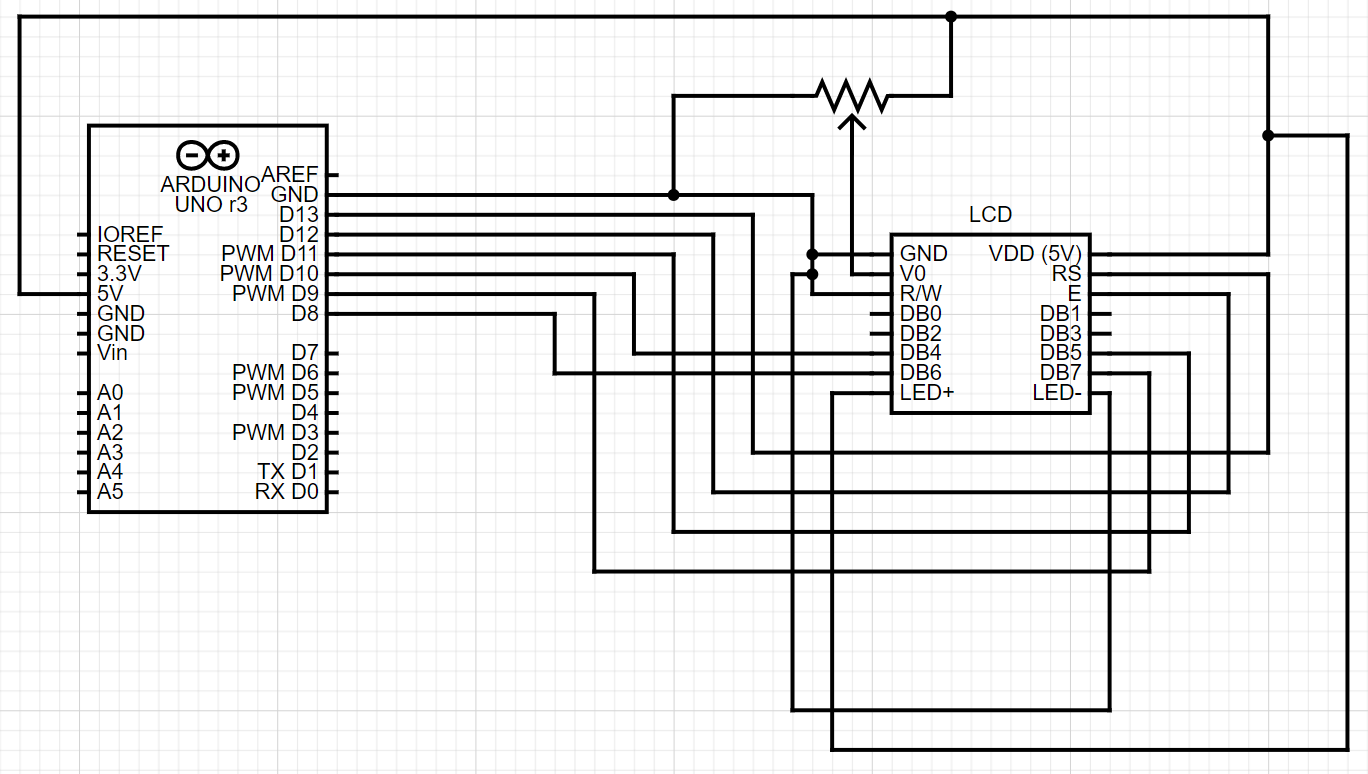 ARDUINO
UNO r3
AREF
GND
D13
D12
PWM D11
PWM D10
PWM D9
D8
D7
PWM D6
PWM D5
D4
PWM D3
D2
TX D1
RX D0
IOREF
RESET
3.3V
5V
GND
GND
Vin
A0
A1
A2
A3
A4
A5
LCD
GND
V0
R/W
DB0
DB2
DB4
DB6
LED+
VDD (5V)
RS
E
DB1
DB3
DB5
DB7
LED-